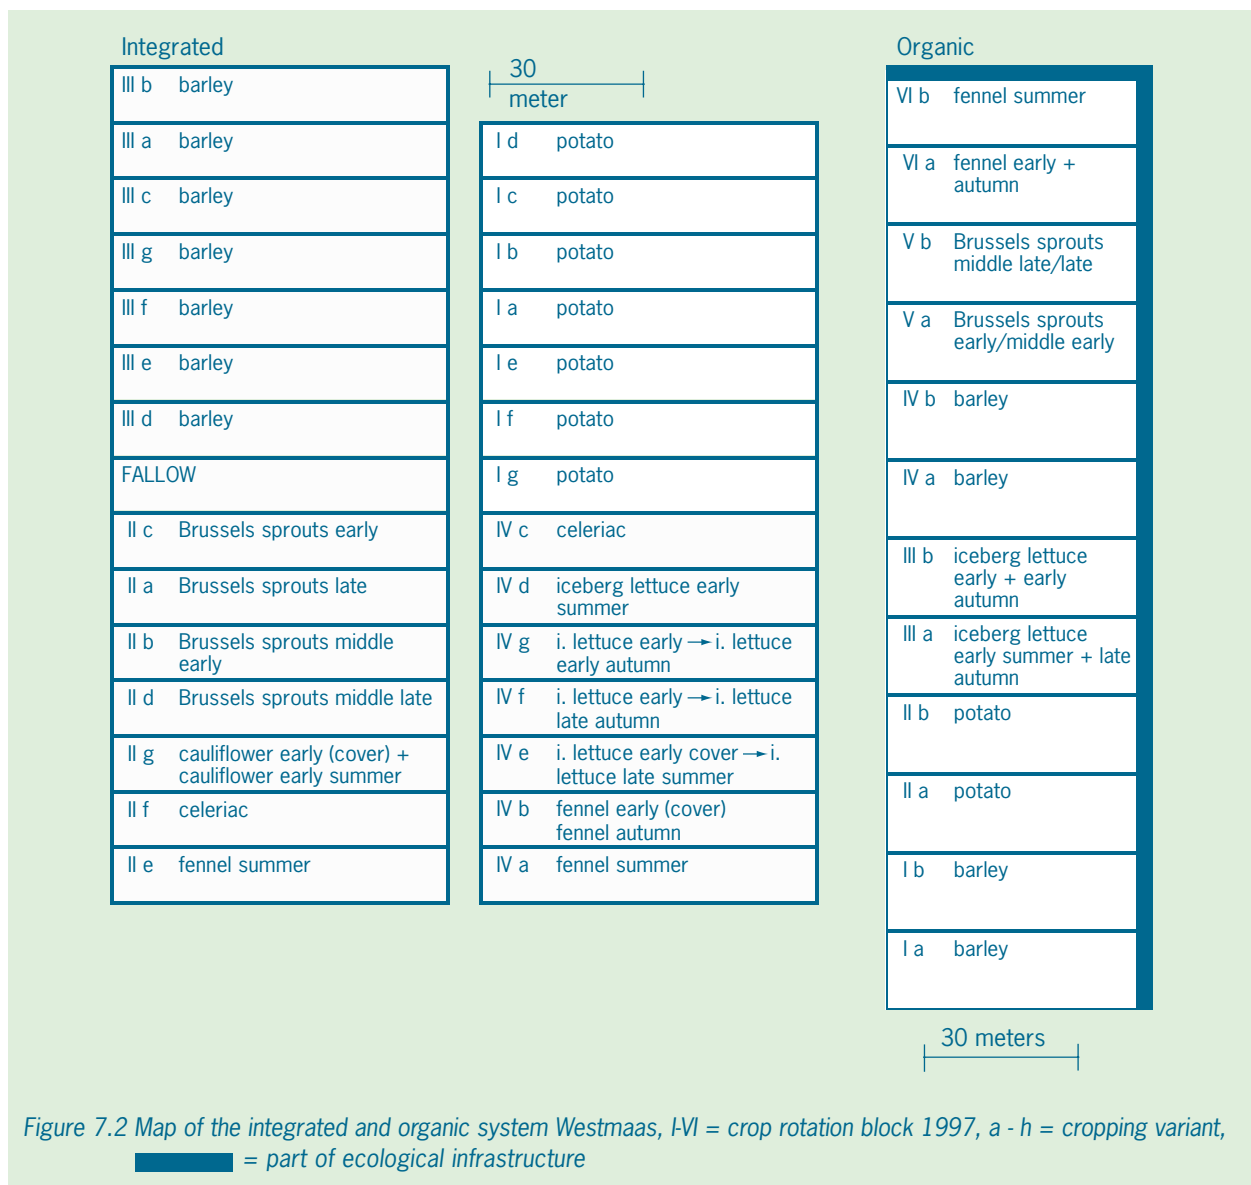 Integrated
III b barley
III a barley
III c barley
III g barley
III f barley
III e barley
III d barley
FALLOW
II c Brussels sprouts early
II a Brussels sprouts late
II b Brussels sprouts middle
early
II d Brussels sprouts middle late
II g cauliflower early (cover) +
cauliflower early summer
II f celeriac
II e fennel summer
30
meter
I d potato
I c potato
I b potato
I a potato
I e potato
I f potato
I g potato
IV c celeriac
IV d iceberg lettuce early
summer
IV g i. lettuce early → i. lettuce
early autumn
IV f i. lettuce early → i. lettuce
late autumn
IV e i. lettuce early cover → i.
lettuce late summer
IV b fennel early (cover)
fennel autumn
IV a fennel summer
Organic
VI b fennel summer
VI a fennel early +
autumn
V b Brussels sprouts
middle late/late
V a Brussels sprouts
early/middle early
IV b barley
IV a barley
III b iceberg lettuce
early + early
autumn
III a iceberg lettuce
early summer + late
autumn
II b potato
II a potato
I b barley
I a barley
30 meters
Figure 7.2 Map of the integrated and organic system Westmaas, I-VI = crop rotation block 1997, a - h = cropping variant,
= part of ecological infrastructure